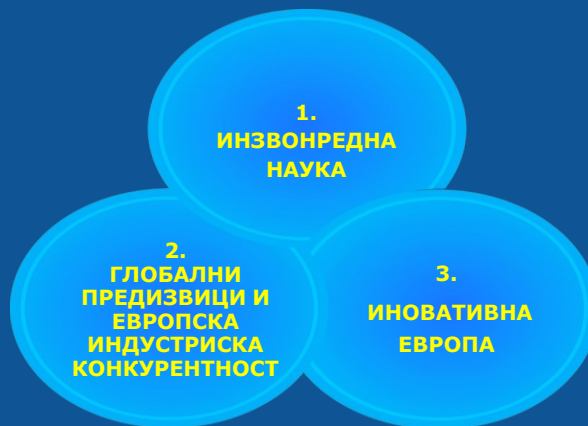 1.
ИНЗВОНРЕДНА
НАУКА
2.
ГЛОБАЛНИ
ПРЕДИЗВИЦИ И
ЕВРОПСКА
ИНДУСТРИСКА
КОНКУРЕНТНОСТ
3.
ИНОВАТИВНА
ЕВРОПА